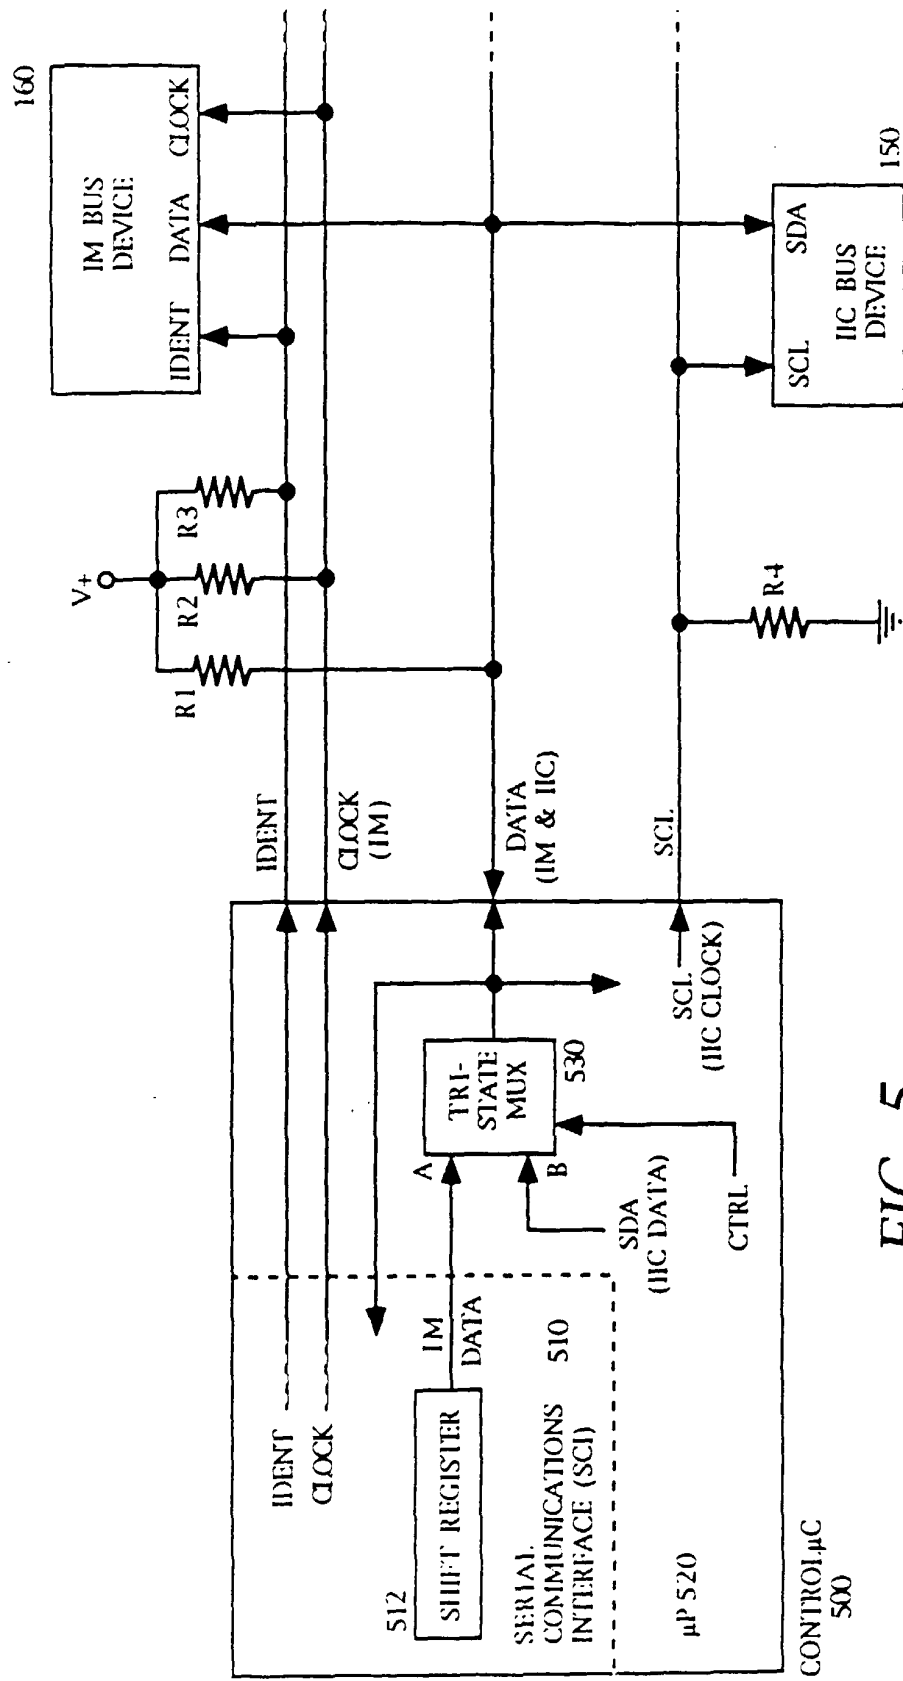 160
IM BUS
DEVICE
IDENT
DATA
CLOCK
V+
R1
R2
R3
IDENT
CLOCK
(IM)
DATA
(IM & IIC)
SCL
R4
SCL
SDA
IIC BUS
DEVICE
150
IDENT
CLOCK
512
SHIFT REGISTER
IM
DATA
SERIAL
COMMUNICATIONS
INTERFACE (SCI)
510
A
B
TRI-
STATE
MUX
530
SDA
(IIC DATA)
CTRL
SCL
(IIC CLOCK)
µP 520
CONTROL µC
500
FIG. 5